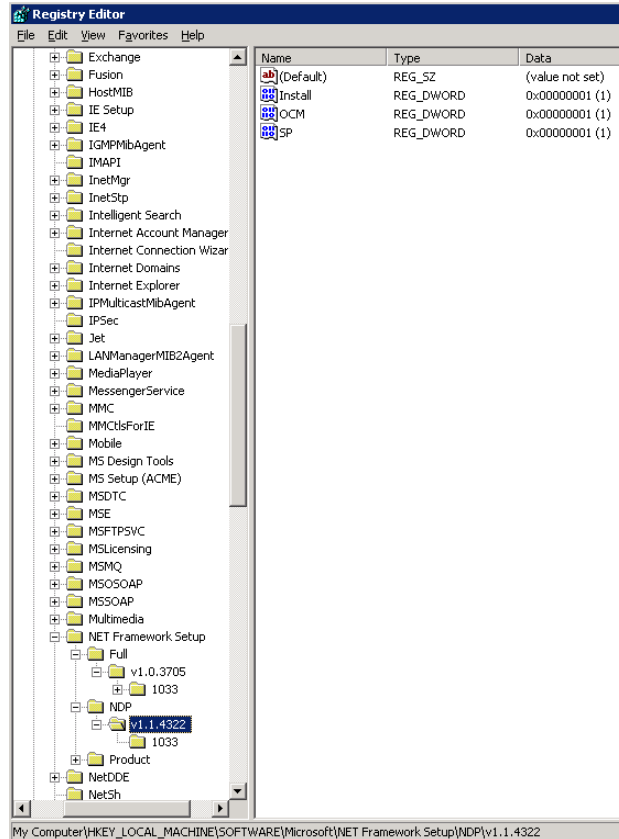 Registry Editor
File Edit View Favorites Help
Exchange
Fusion
HostMIB
IE Setup
IE4
IGMPMibAgent
IMAPI
InetMgr
InetStp
Intelligent Search
Internet Account Manager
Internet Connection Wizar
Internet Domains
Internet Explorer
IPMulticastMibAgent
IPSec
Jet
LANManagerMIB2Agent
MediaPlayer
MessengerService
MMC
MMCtlsForIE
Mobile
MS Design Tools
MS Setup (ACME)
MSDTC
MSE
MSFTPSVC
MSLicensing
MSMQ
MSOSOAP
MSSOAP
Multimedia
NET Framework Setup
Full
v1.0.3705
1033
NDP
v1.1.4322
1033
Product
NetDDE
NetSh
Name Type Data
(Default) REG_SZ (value not set)
Install REG_DWORD 0x00000001 (1)
OCM REG_DWORD 0x00000001 (1)
SP REG_DWORD 0x00000001 (1)
My Computer\HKEY_LOCAL_MACHINE\SOFTWARE\Microsoft\NET Framework Setup\NDP\v1.1.4322